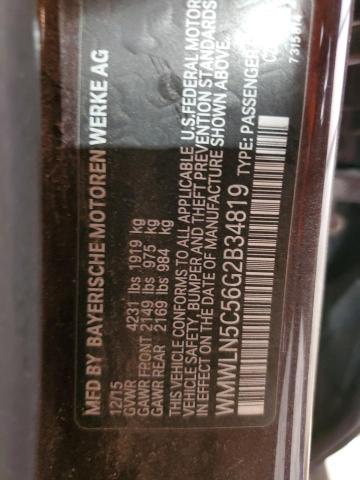 MFD BY BAYERISCHE MOTOREN WERKE AG
12/15
GVWR 4231 lbs 1919 kg
GAWR FRONT 2149 lbs 975 kg
GAWR REAR 2169 lbs 984 kg
THIS VEHICLE CONFORMS TO ALL APPLICABLE U.S.FEDERAL MOTOR
VEHICLE SAFETY, BUMPER AND THEFT PREVENTION STANDARDS
IN EFFECT ON THE DATE OF MANUFACTURE SHOWN ABOVE.
WMWLN5C56G2B34819 TYPE: PASSENGER